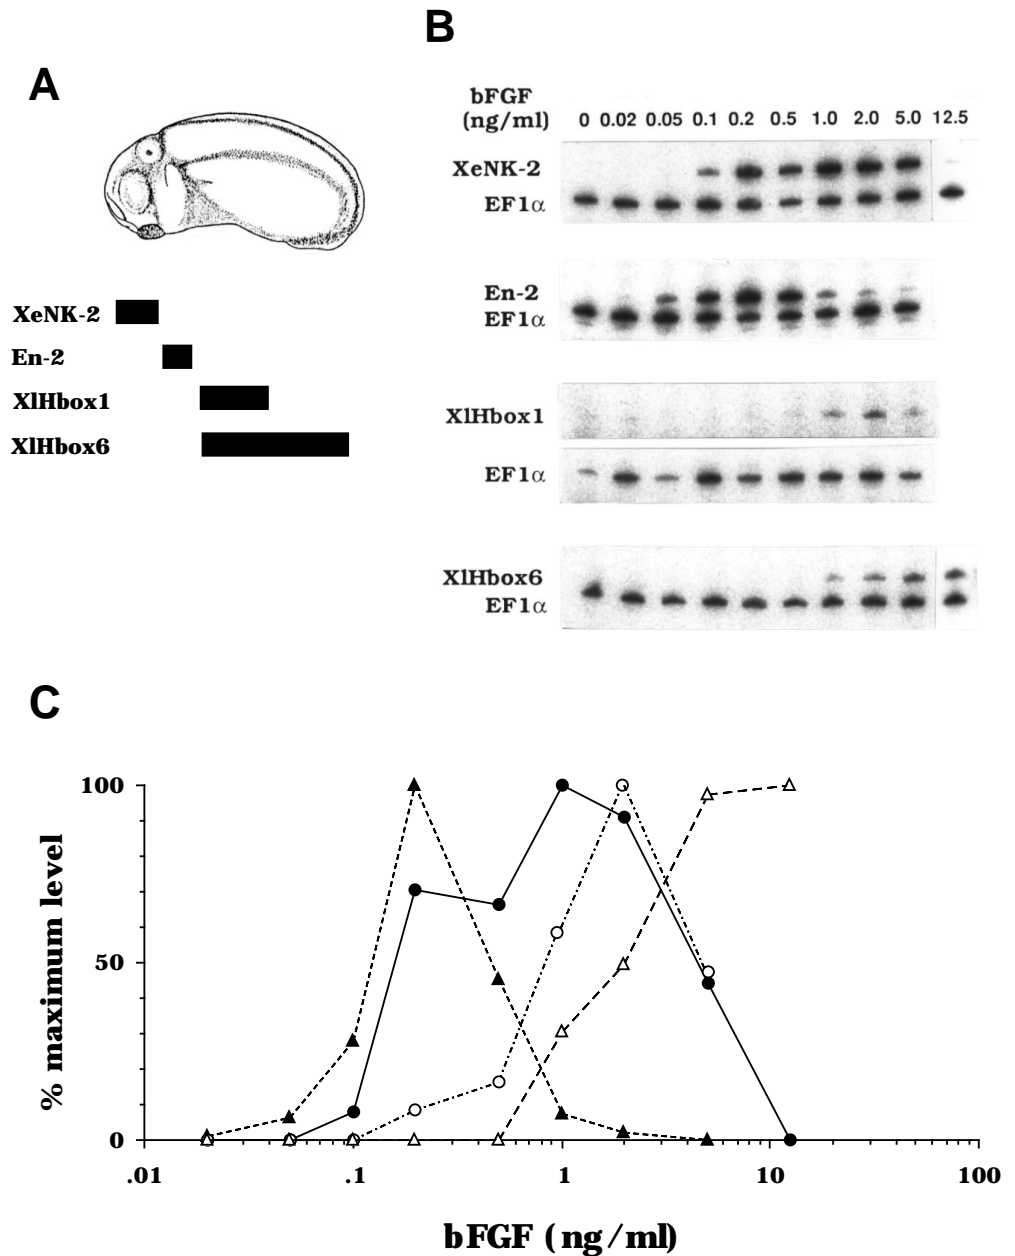 A
XeNK-2
En-2
XlHbox1
XlHbox6
B
bFGF
(ng/ml) 0 0.02 0.05 0.1 0.2 0.5 1.0 2.0 5.0 12.5
XeNK-2
EF1α
En-2
EF1α
XlHbox1
EF1α
XlHbox6
EF1α
C
100
50
0
% maximum level
.01 .1 1 10 100
bFGF (ng/ml)